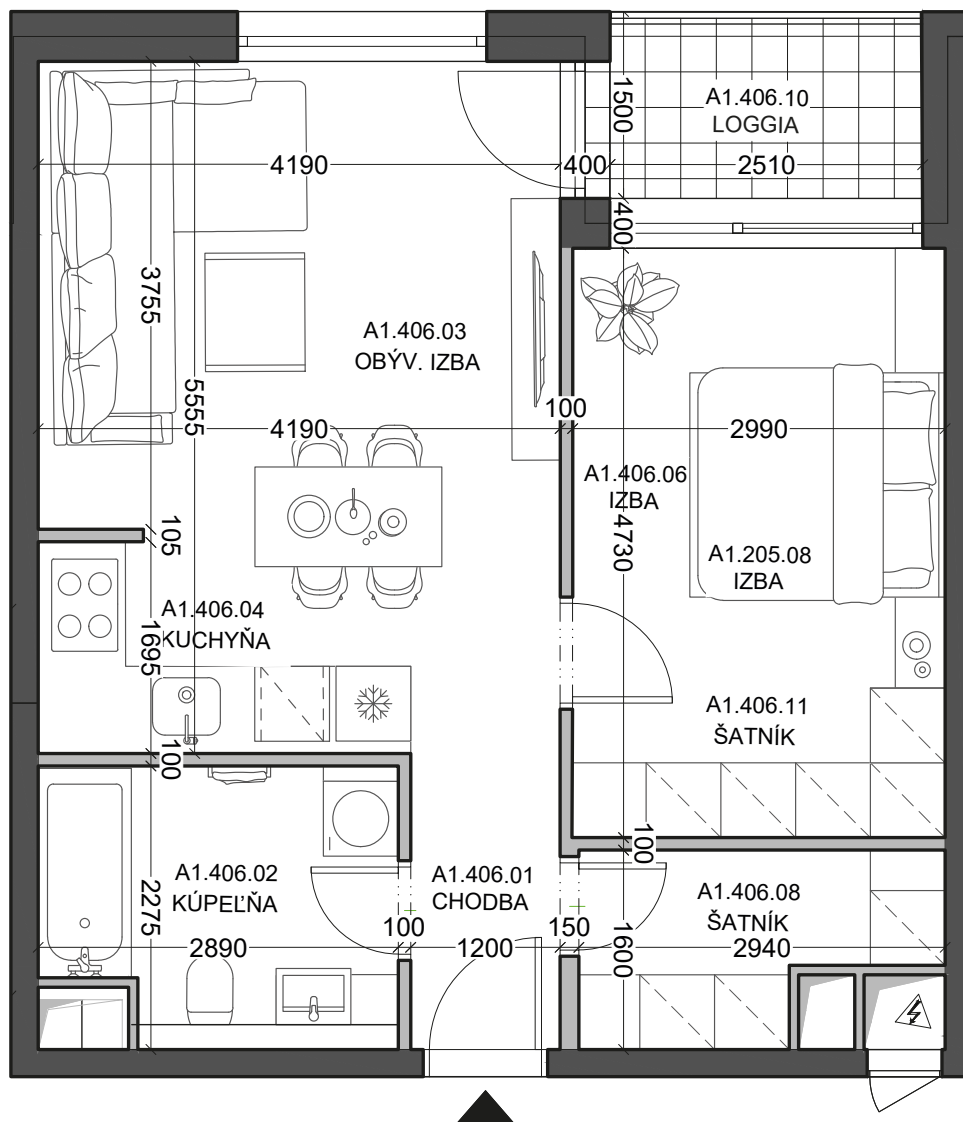 A1.406.10
LOGGIA
1500
4190
400
2510
400
3755
A1.406.03
OBÝV. IZBA
5555
100
4190
2990
A1.406.06
IZBA
4730
105
A1.205.08
IZBA
A1.406.04
KUCHYŇA
1695
A1.406.11
ŠATNÍK
100
100
A1.406.02
KÚPEĽŇA
A1.406.01
CHODBA
A1.406.08
ŠATNÍK
2275
100
150
2890
1200
1600
2940